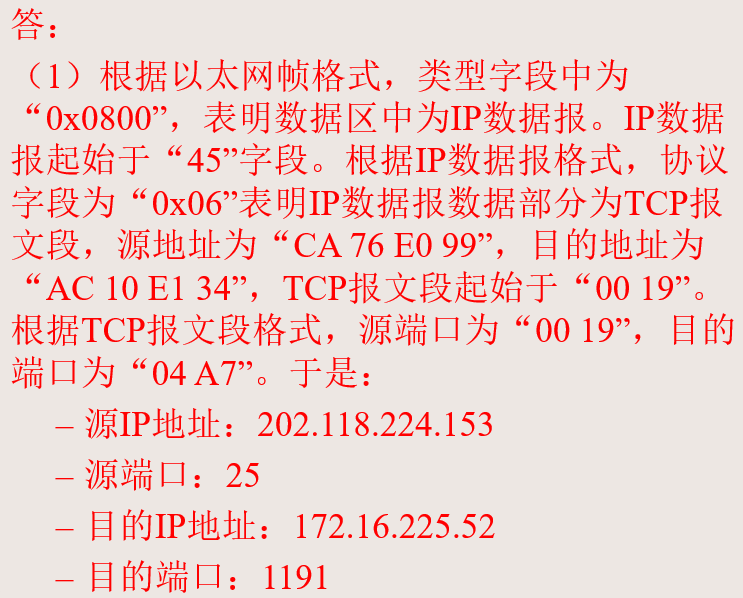 答：
（1）根据以太网帧格式，类型字段中为
“0x0800”，表明数据区中为IP数据报。IP数据
报起始于“45”字段。根据IP数据报格式，协议
字段为“0x06”表明IP数据报数据部分为TCP报
文段，源地址为“CA 76 E0 99”，目的地址为
“AC 10 E1 34”，TCP报文段起始于“00 19”。
根据TCP报文段格式，源端口为“00 19”，目的
端口为“04 A7”。于是：
– 源IP地址：202.118.224.153
– 源端口：25
– 目的IP地址：172.16.225.52
– 目的端口：1191